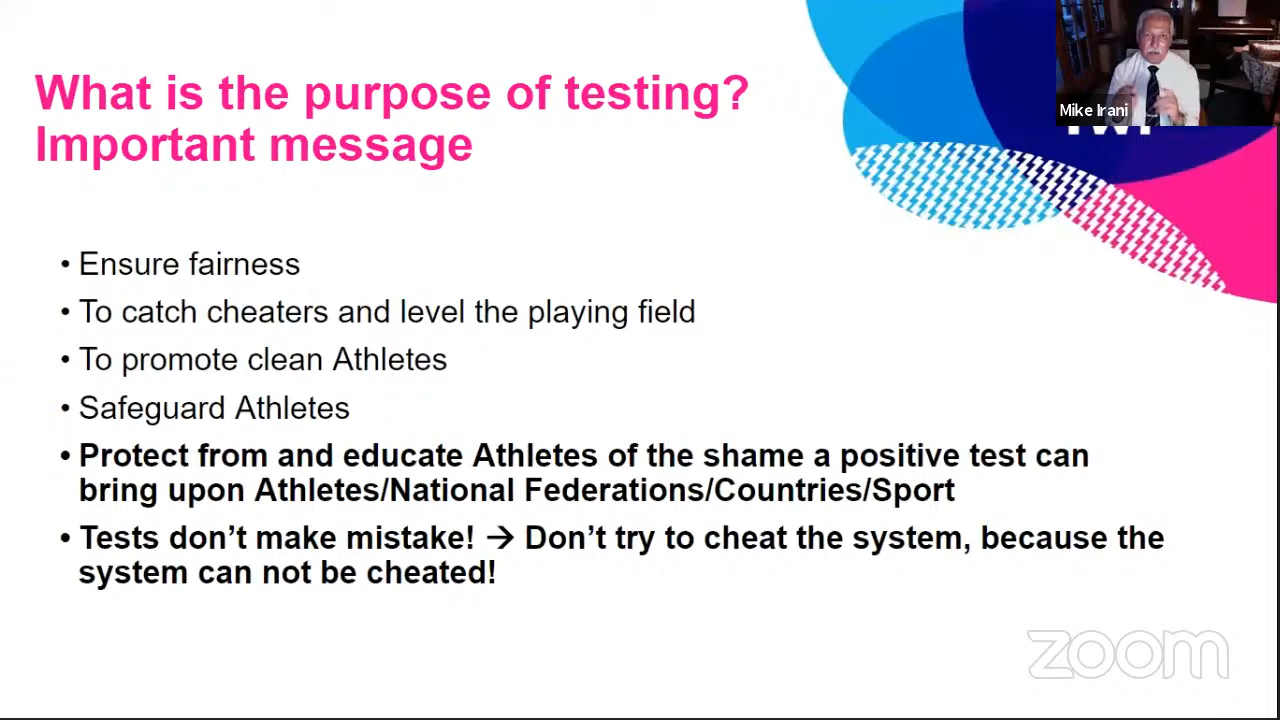 Mike Irani
What is the purpose of testing?
Important message
• Ensure fairness
• To catch cheaters and level the playing field
• To promote clean Athletes
• Safeguard Athletes
• Protect from and educate Athletes of the shame a positive test can
bring upon Athletes/National Federations/Countries/Sport
• Tests don’t make mistake! → Don’t try to cheat the system, because the
system can not be cheated!
zoom